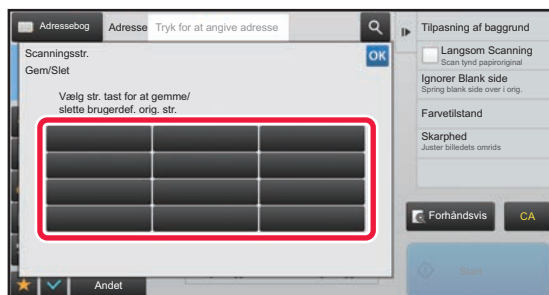 Adressebog
Adresse
Tryk for at angive adresse
Scanningsstr.
OK
Gem/Slet
Vælg str. tast for at gemme/
slette brugerdef. orig. str.
Andet
Tilpasning af baggrund
Langsom Scanning
Scan tynd papiroriginal
Ignorer Blank side
Spring blank side over i orig.
Farvetilstand
Skarphed
Juster billedets omrids
Forhåndsvis
CA
Start